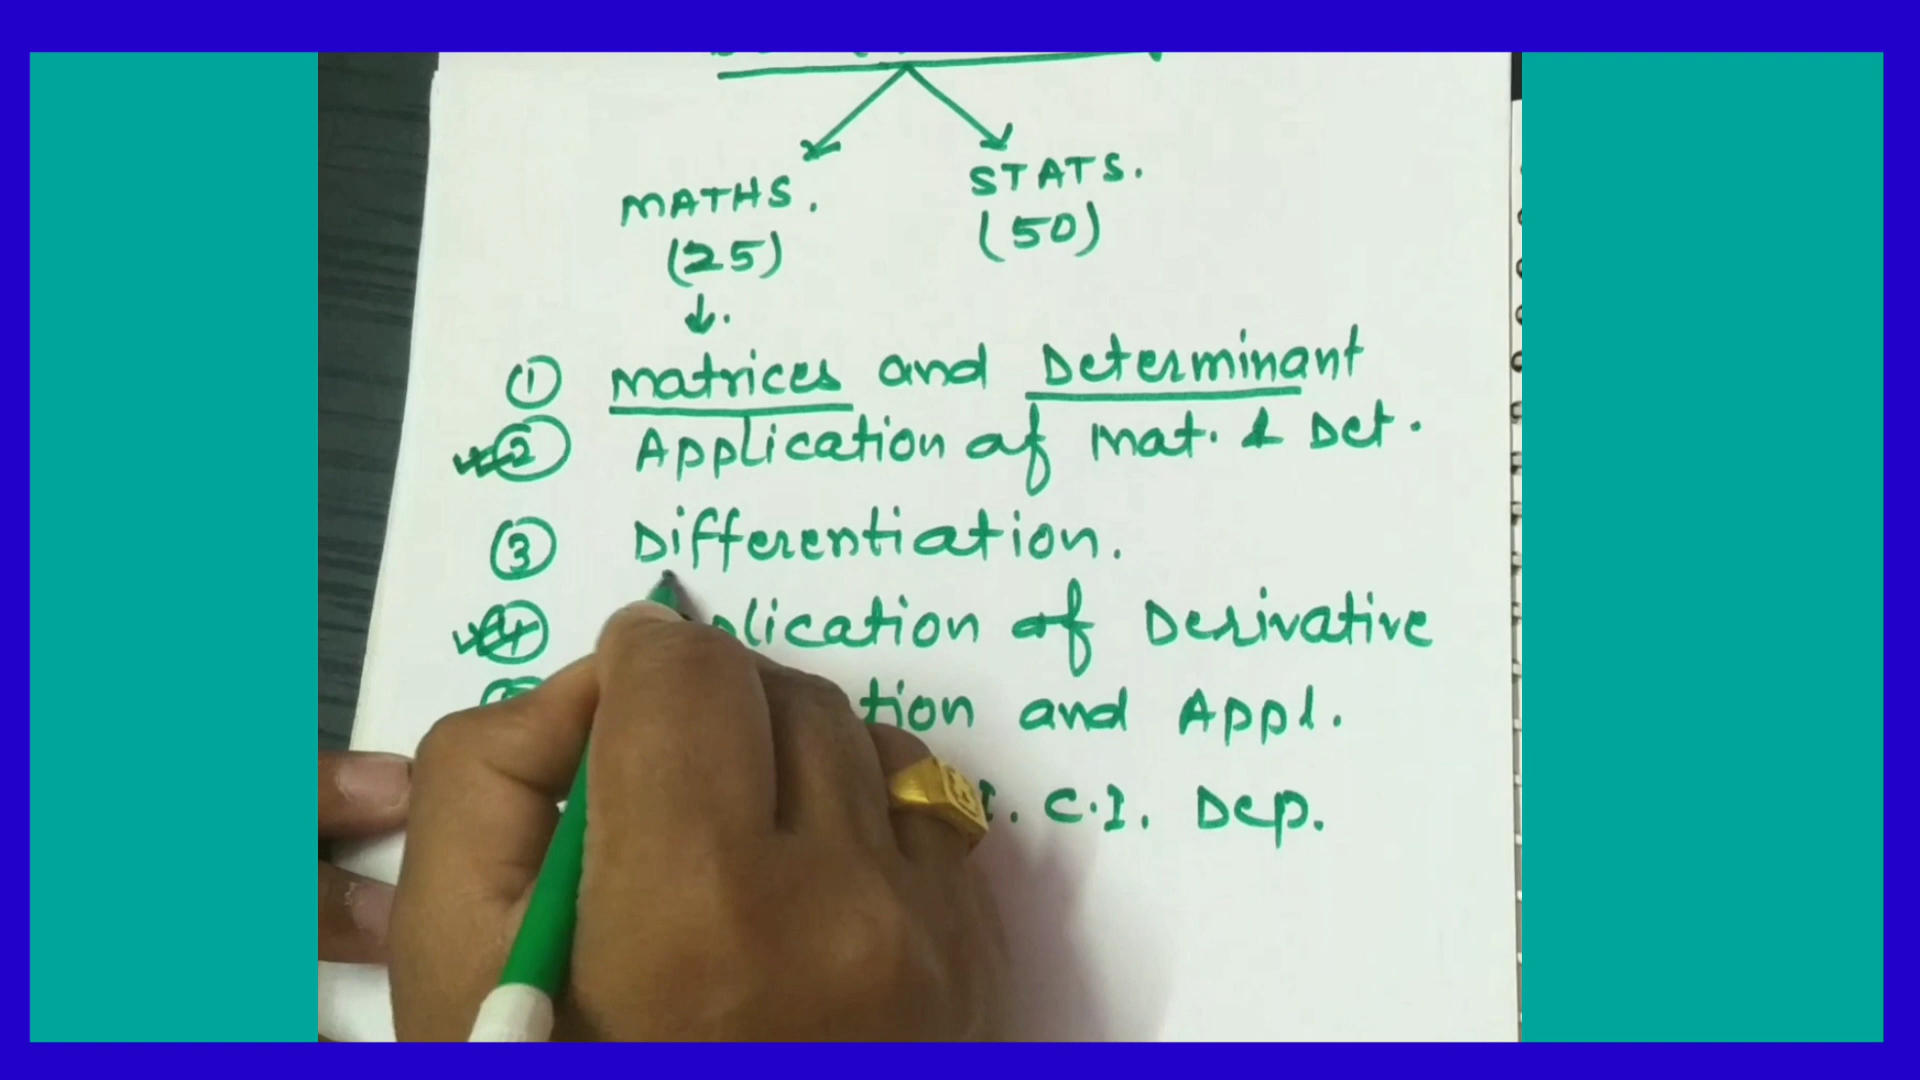 MATHS. STATS.
(25) (50)
① Matrices and Determinant
② Application of Mat. & Det.
③ Differentiation.
④ plication of Derivative
tion and Appl.
I. C.I. Dep.